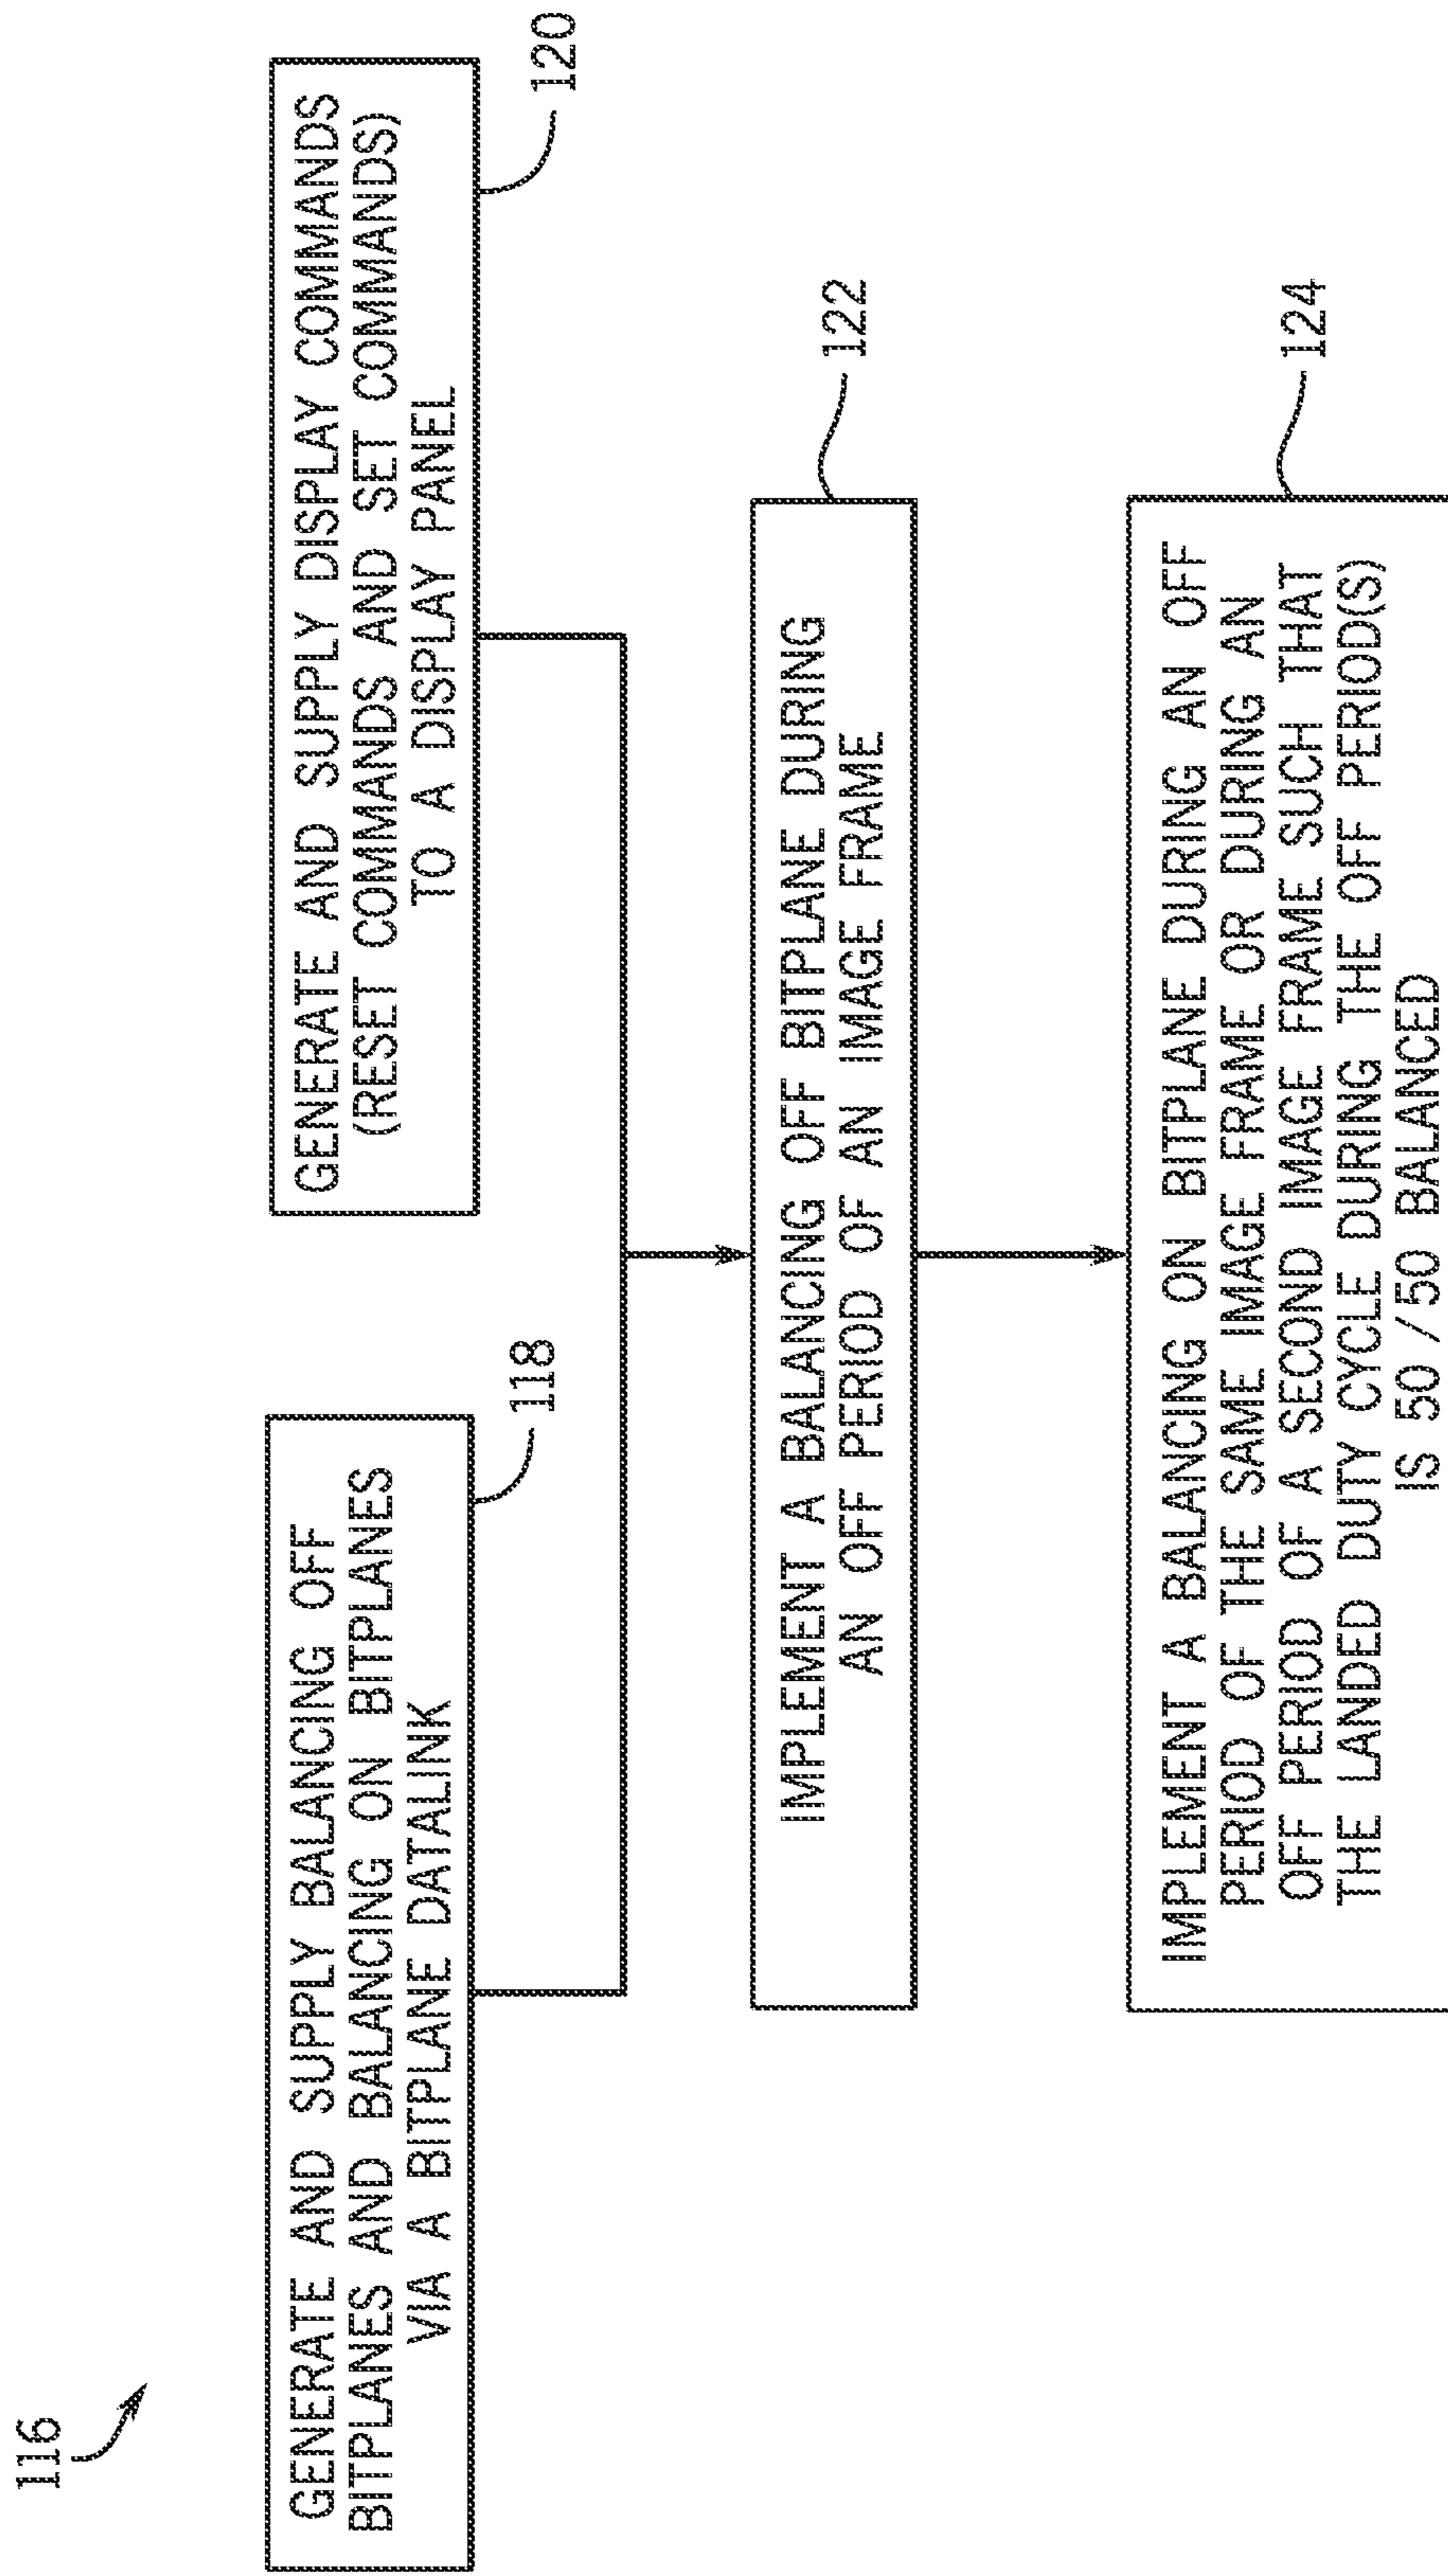 116
GENERATE AND SUPPLY BALANCING OFF
BITPLANES AND BALANCING ON BITPLANES
VIA A BITPLANE DATALINK
118
GENERATE AND SUPPLY DISPLAY COMMANDS
(RESET COMMANDS AND SET COMMANDS)
TO A DISPLAY PANEL
120
IMPLEMENT A BALANCING OFF BITPLANE DURING
AN OFF PERIOD OF AN IMAGE FRAME
122
IMPLEMENT A BALANCING ON BITPLANE DURING AN OFF
PERIOD OF THE SAME IMAGE FRAME OR DURING AN
OFF PERIOD OF A SECOND IMAGE FRAME SUCH THAT
THE LANDED DUTY CYCLE DURING THE OFF PERIOD(S)
IS 50/50 BALANCED
124